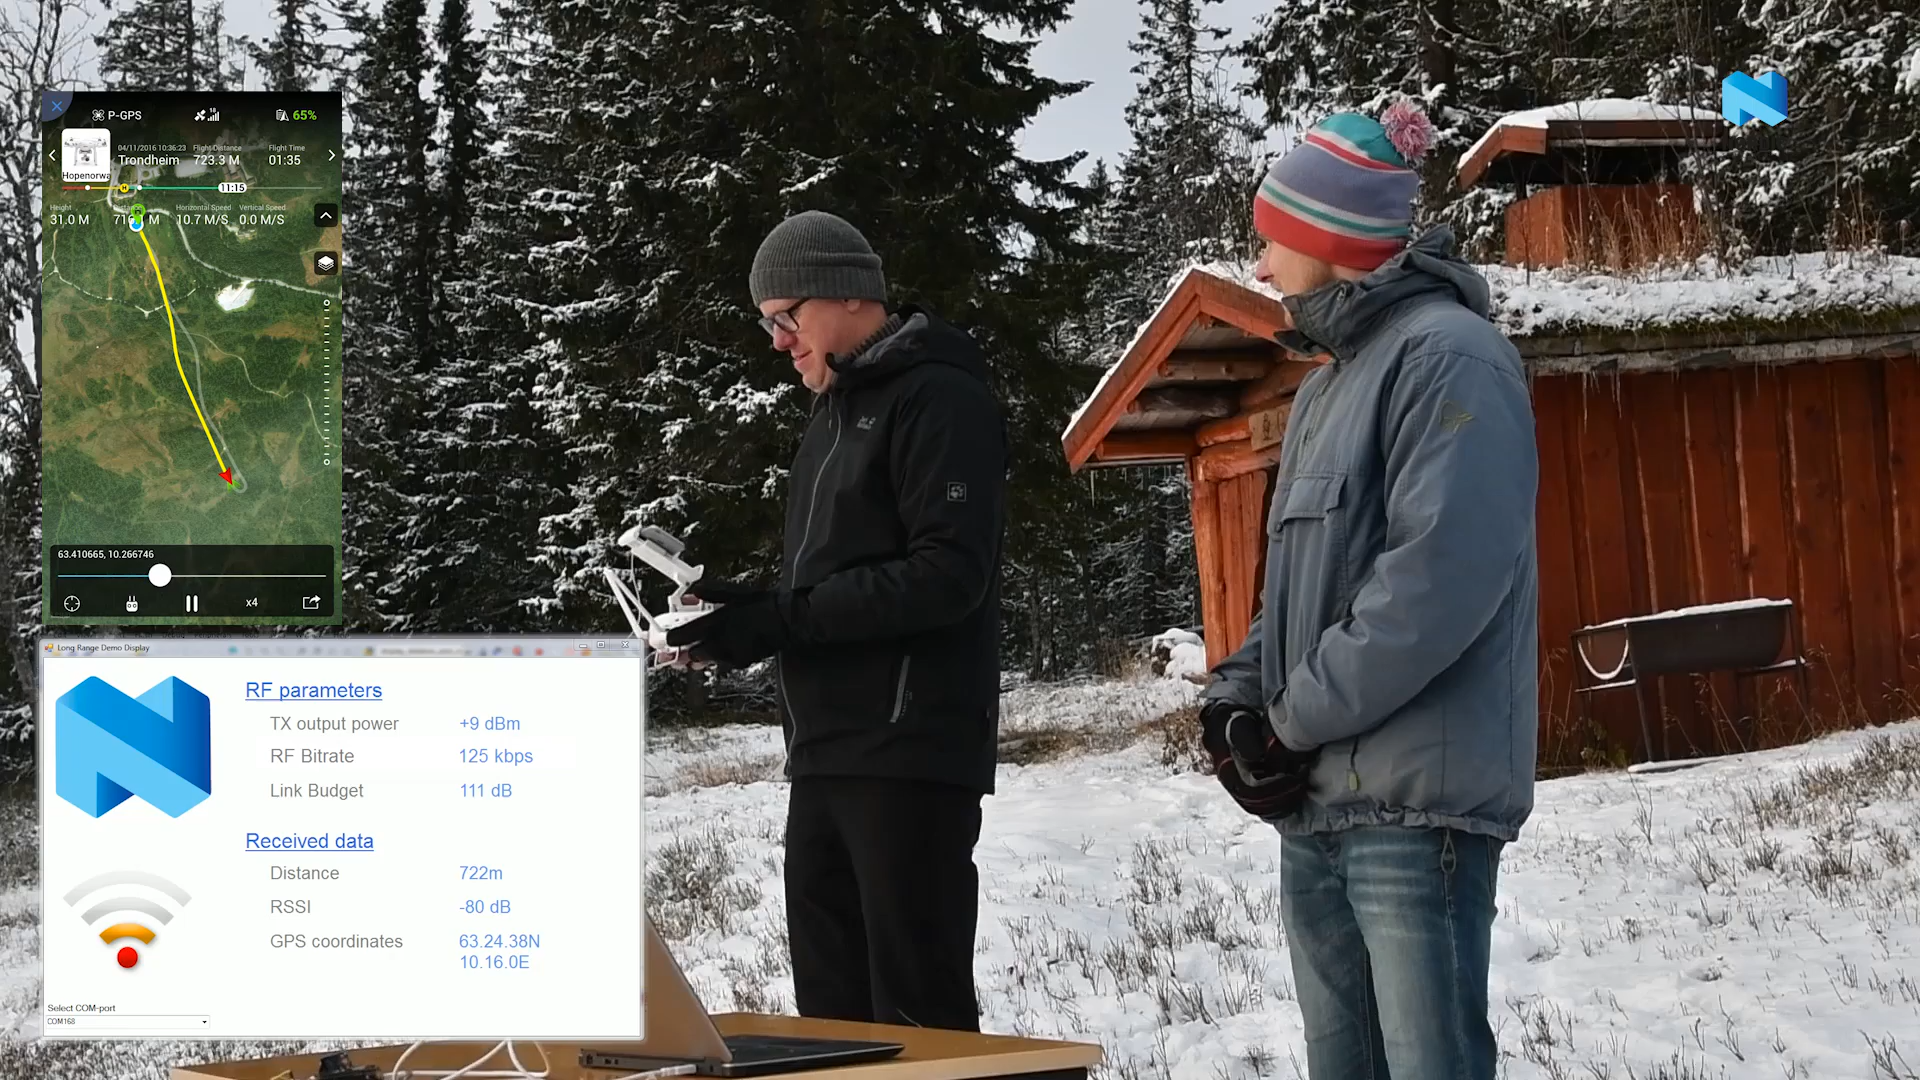 P-GPS
65%
04/11/2016 10:36:23
Flight Distance
Flight Time
Trondheim
723.3 M
01:35
Hopenorwa
11:15
Height
Horizontal Speed
Vertical Speed
31.0 M
10.7 M/S
0.0 M/S
63.410665, 10.266746
x4
Long Range Demo Display
RF parameters
TX output power +9 dBm
RF Bitrate 125 kbps
Link Budget 111 dB
Received data
Distance 722m
RSSI -80 dB
GPS coordinates 63.24.38N
10.16.0E
Select COM-port
COM168